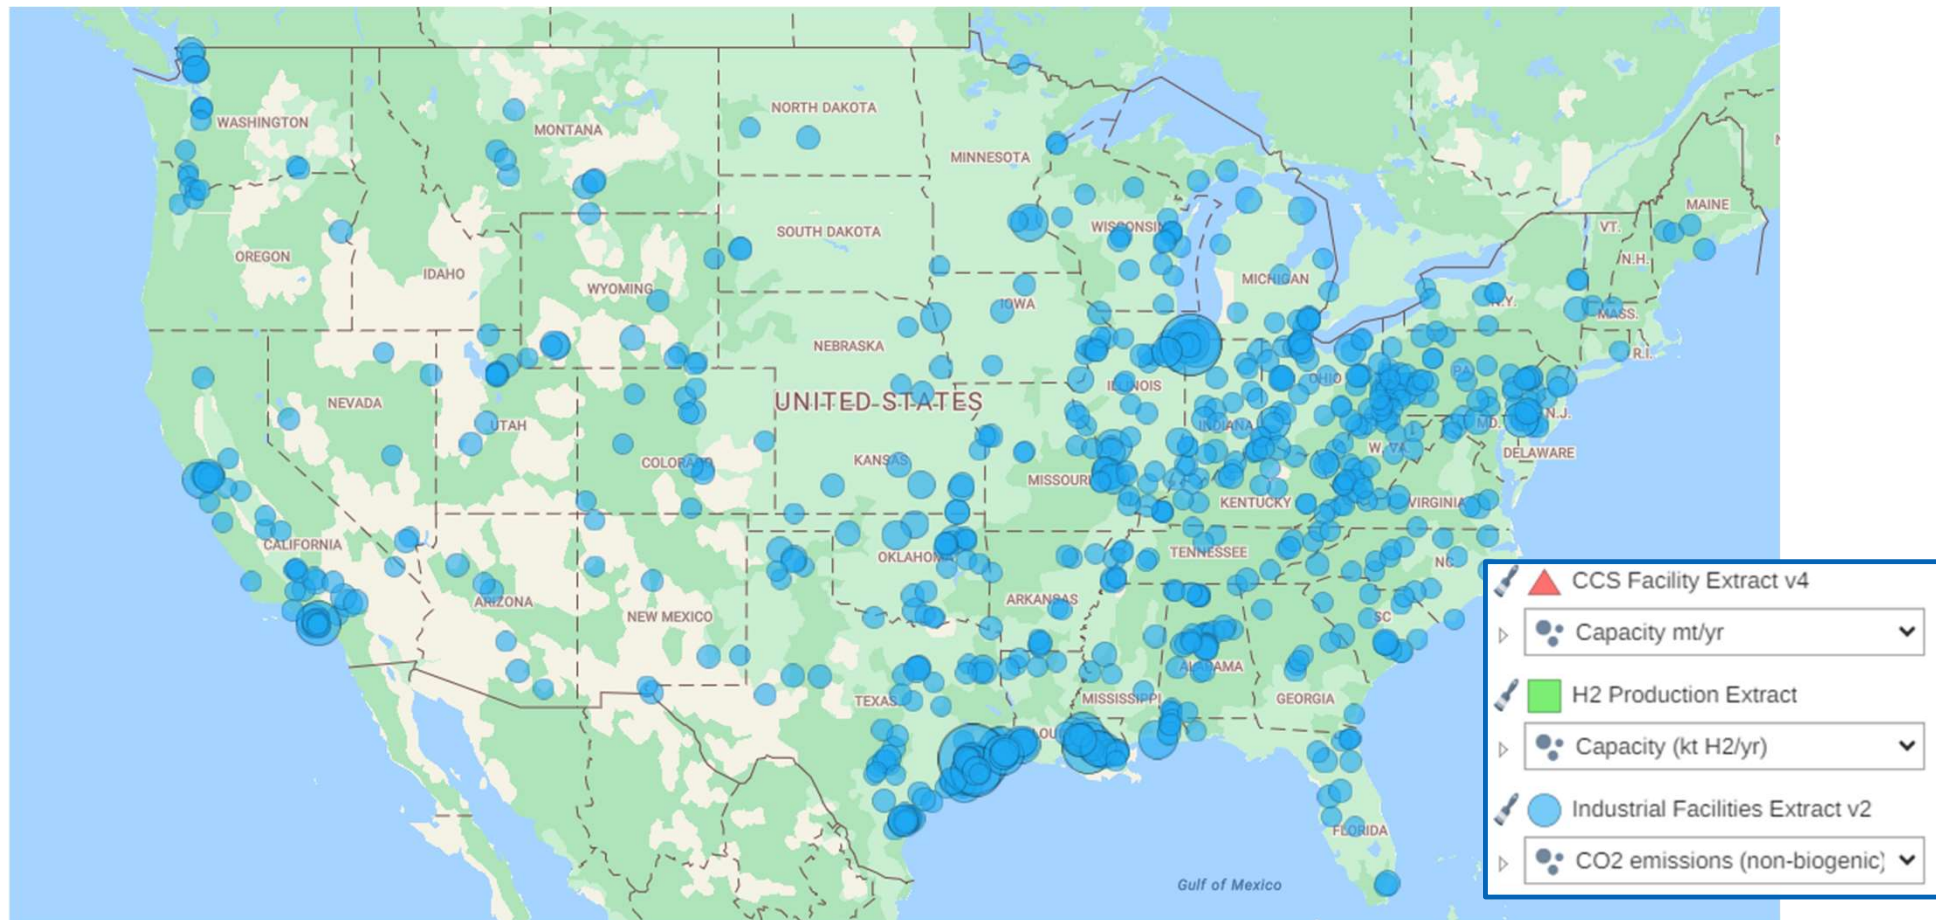 NORTH DAKOTA
WASHINGTON
MONTANA
MINNESOTA
MAINE
WISCONSIN
VT.
SOUTH DAKOTA
OREGON
N.H.
IDAHO
MICHIGAN
WYOMING
IOWA
N.Y.
MASS.
NEBRASKA
R.I.
PA
OHIO
ILLINOIS
UNITED STATES
NEVADA
N.J.
MD.
UTAH
INDIANA
W. VA.
DELAWARE
KANSAS
COLORADO
MISSOURI
KENTUCKY
VIRGINIA
CALIFORNIA
TENNESSEE
OKLAHOMA
NC
ARIZONA
ARKANSAS
NEW MEXICO
SC
ALABAMA
MISSISSIPPI
GEORGIA
TEXAS
LOU
FLORIDA
Gulf of Mexico
N
CCS Facility Extract v4
Capacity mt/yr
H2 Production Extract
Capacity (kt H2/yr)
Industrial Facilities Extract v2
CO2 emissions (non-biogenic)